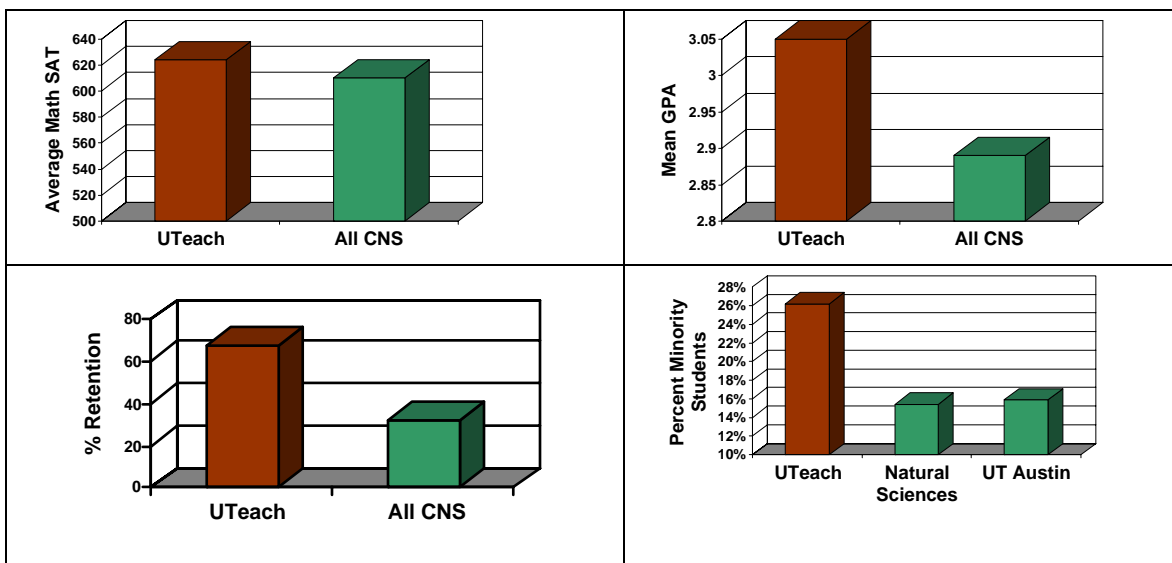 Average Math SAT
640
620
600
580
560
540
520
500
UTeach
All CNS
Mean GPA
3.05
3
2.95
2.9
2.85
2.8
UTeach
All CNS
% Retention
80
60
40
20
0
UTeach
All CNS
Percent Minority
Students
28%
26%
24%
22%
20%
18%
16%
14%
12%
10%
UTeach
Natural
Sciences
UT Austin